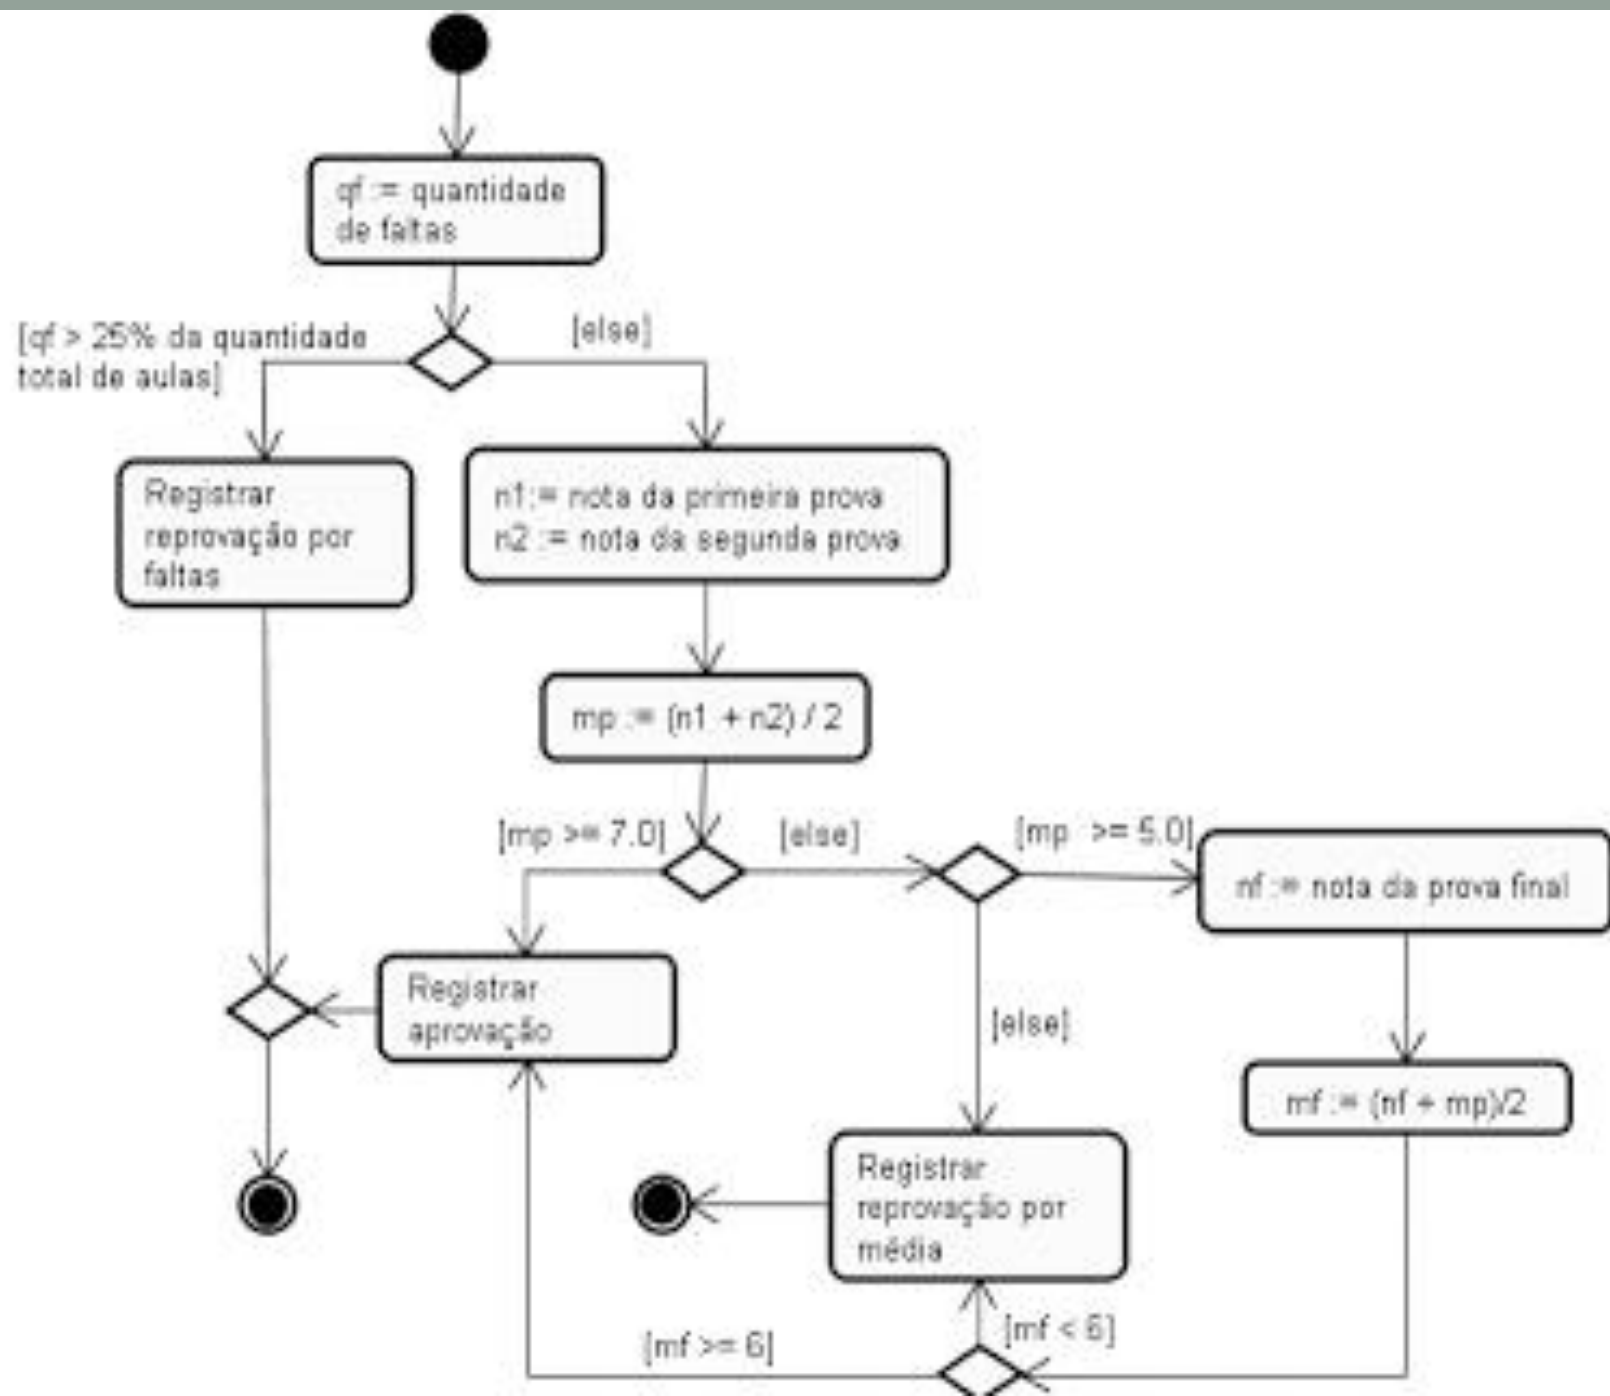 qf := quantidade
de faltas
[qf > 25% da quantidade
total de aulas]
[else]
Registrar
reprovação por
faltas
n1:= nota da primeira prova
n2 := nota da segunda prova
mp := (n1 + n2) / 2
[mp >= 7.0]
[else]
[mp >= 5.0]
nf := nota da prova final
Registrar
aprovação
[else]
mf := (nf + mp)/2
Registrar
reprovação por
média
[mf < 6]
[mf >= 6]